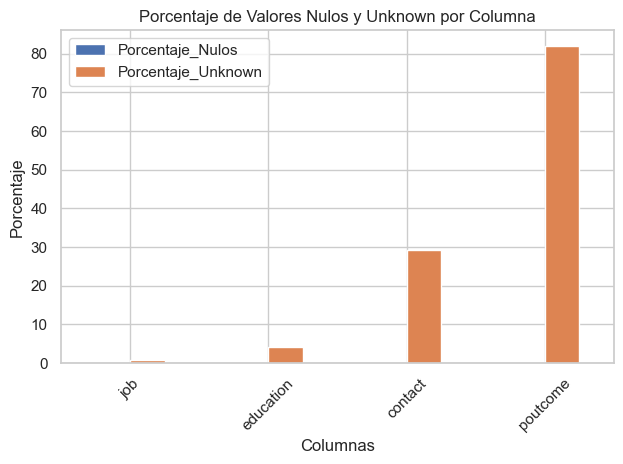 Porcentaje de Valores Nulos y Unknown por Columna
Porcentaje_Nulos
Porcentaje_Unknown
Porcentaje
80
70
60
50
40
30
20
10
0
job
education
contact
poutcome
Columnas